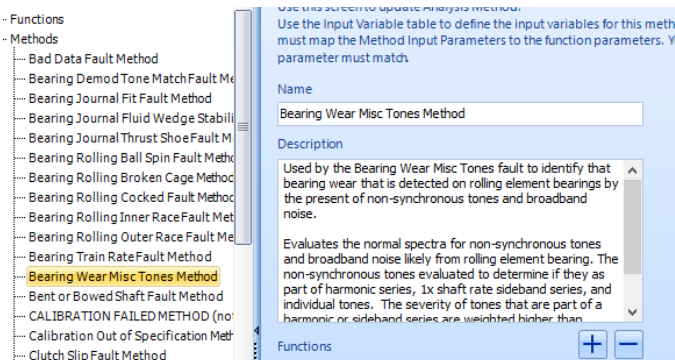 Functions
Methods
Bad Data Fault Method
Bearing Demod Tone Match Fault Me
Bearing Journal Fit Fault Method
Bearing Journal Fluid Wedge Stabili
Bearing Journal Thrust Shoe Fault M
Bearing Rolling Ball Spin Fault Metho
Bearing Rolling Broken Cage Method
Bearing Rolling Cocked Fault Method
Bearing Rolling Inner Race Fault Met
Bearing Rolling Outer Race Fault Me
Bearing Train Rate Fault Method
Bearing Wear Misc Tones Method
Bent or Bowed Shaft Fault Method
CALIBRATION FAILED METHOD (no
Calibration Out of Specification Meth
Clutch Slip Fault Method
Use this screen to update Analysis Method.
Use the Input Variable table to define the input variables for this meth
must map the Method Input Parameters to the function parameters. Y
parameter must match.
Name
Bearing Wear Misc Tones Method
Description
Used by the Bearing Wear Misc Tones fault to identify that
bearing wear that is detected on rolling element bearings by
the present of non-synchronous tones and broadband
noise.
Evaluates the normal spectra for non-synchronous tones
and broadband noise likely from rolling element bearing. The
non-synchronous tones evaluated to determine if they as
part of harmonic series, 1x shaft rate sideband series, and
individual tones. The severity of tones that are part of a
harmonic or sideband series are weighted higher than
Functions